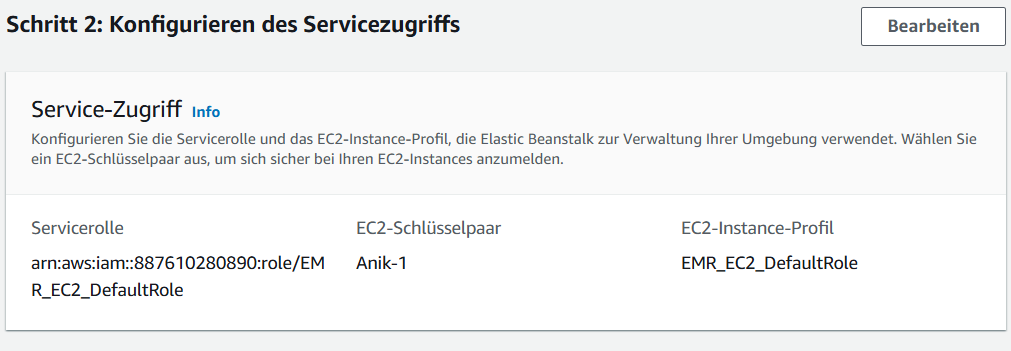 Schritt 2: Konfigurieren des Servicezugriffs
Bearbeiten
Service-Zugriff Info
Konfigurieren Sie die Servicerolle und das EC2-Instance-Profil, die Elastic Beanstalk zur Verwaltung Ihrer Umgebung verwendet. Wählen Sie
ein EC2-Schlüsselpaar aus, um sich sicher bei Ihren EC2-Instances anzumelden.
Servicerolle
arn:aws:iam::887610280890:role/EM
R_EC2_DefaultRole
EC2-Schlüsselpaar
Anik-1
EC2-Instance-Profil
EMR_EC2_DefaultRole